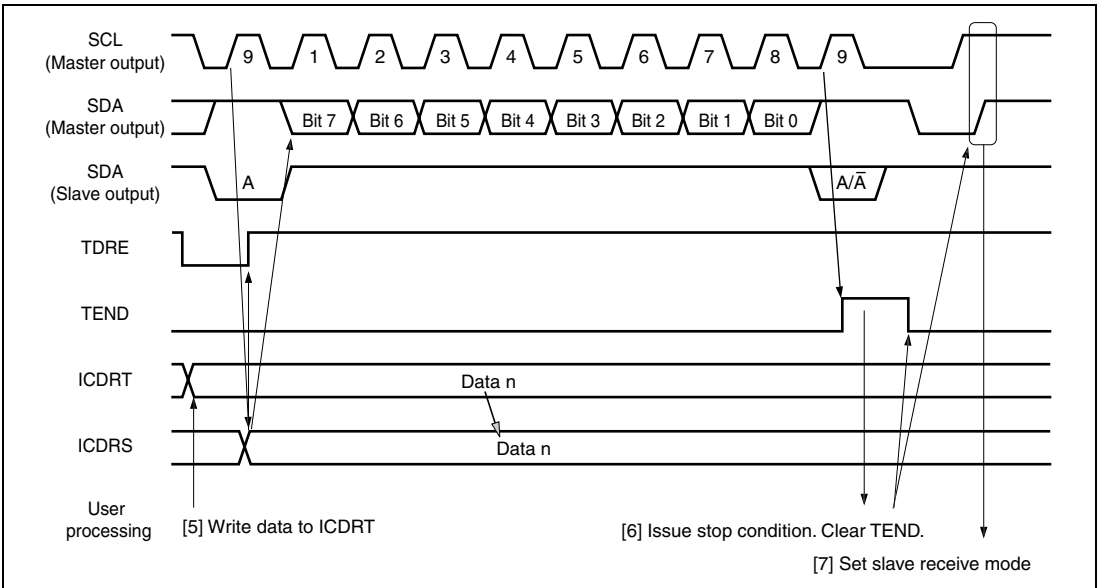 SCL
(Master output)
9 1 2 3 4 5 6 7 8 9
SDA
(Master output)
Bit 7 Bit 6 Bit 5 Bit 4 Bit 3 Bit 2 Bit 1 Bit 0
SDA
(Slave output)
A A/A̅
TDRE
TEND
ICDRT
Data n
ICDRS
Data n
User
processing
[5] Write data to ICDRT
[6] Issue stop condition. Clear TEND.
[7] Set slave receive mode